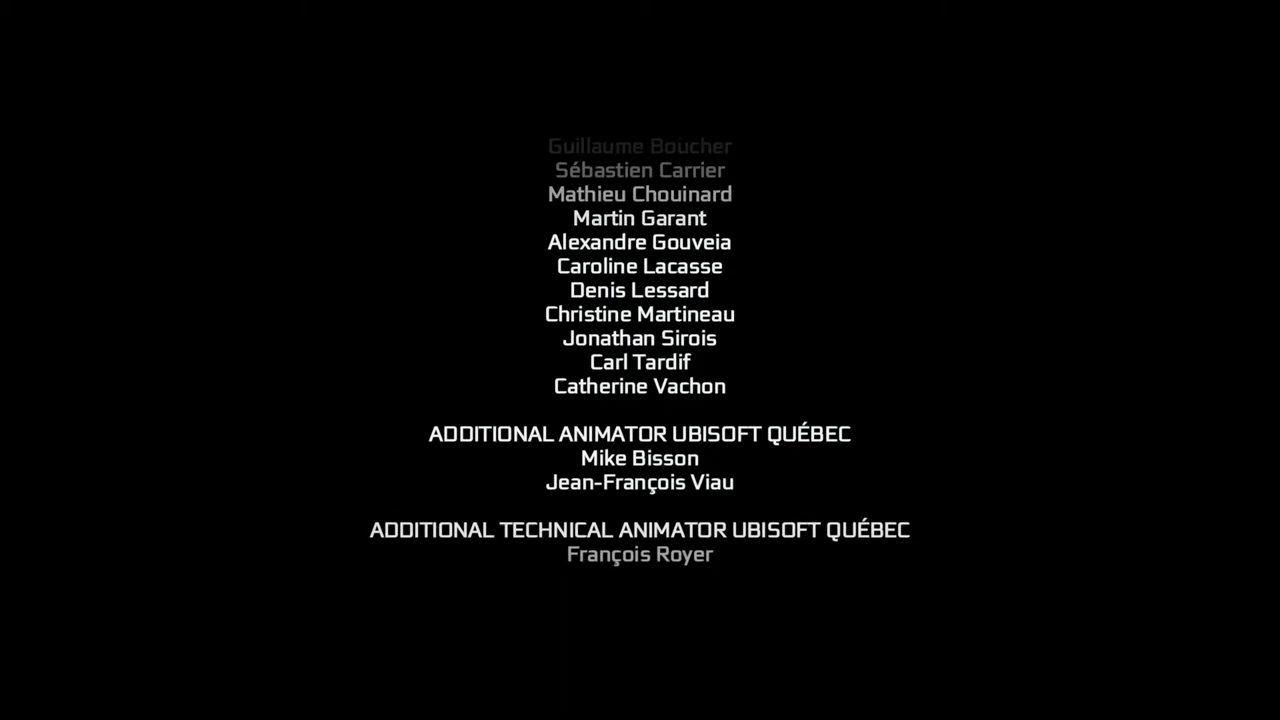 Guillaume Boucher
Sébastien Carrier
Mathieu Chouinard
Martin Garant
Alexandre Gouveia
Caroline Lacasse
Denis Lessard
Christine Martineau
Jonathan Sirois
Carl Tardif
Catherine Vachon
ADDITIONAL ANIMATOR UBISOFT QUÉBEC
Mike Bisson
Jean-François Viau
ADDITIONAL TECHNICAL ANIMATOR UBISOFT QUÉBEC
François Royer